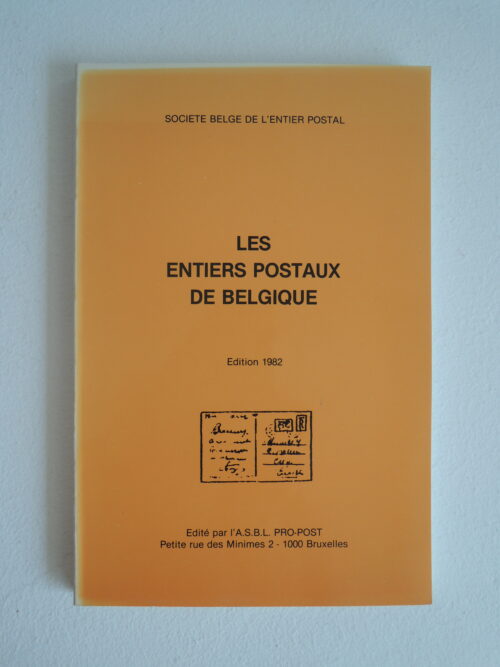 SOCIETE BELGE DE L'ENTIER POSTAL
LES
ENTIERS POSTAUX
DE BELGIQUE
Edition 1982
Edité par l'A.S.B.L. PRO-POST
Petite rue des Minimes 2 - 1000 Bruxelles